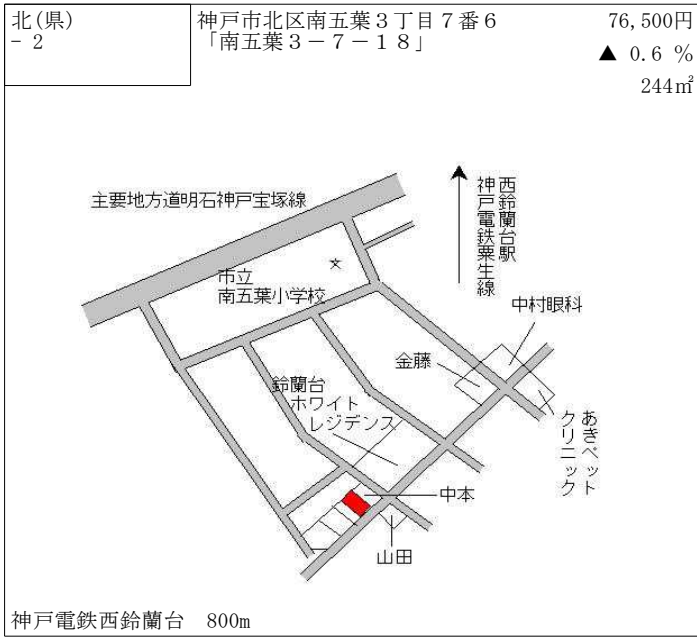 北(県)
- 2
神戸市北区南五葉３丁目７番６
「南五葉３－７－１８」
76,500円
▲ 0.6 %
244㎡
主要地方道明石神戸宝塚線
西鈴蘭台駅
神戸電鉄粟生線
市立
南五葉小学校
中村眼科
金藤
鈴蘭台
ホワイト
レジデンス
あきペット
クリニック
中本
山田
神戸電鉄西鈴蘭台 800m